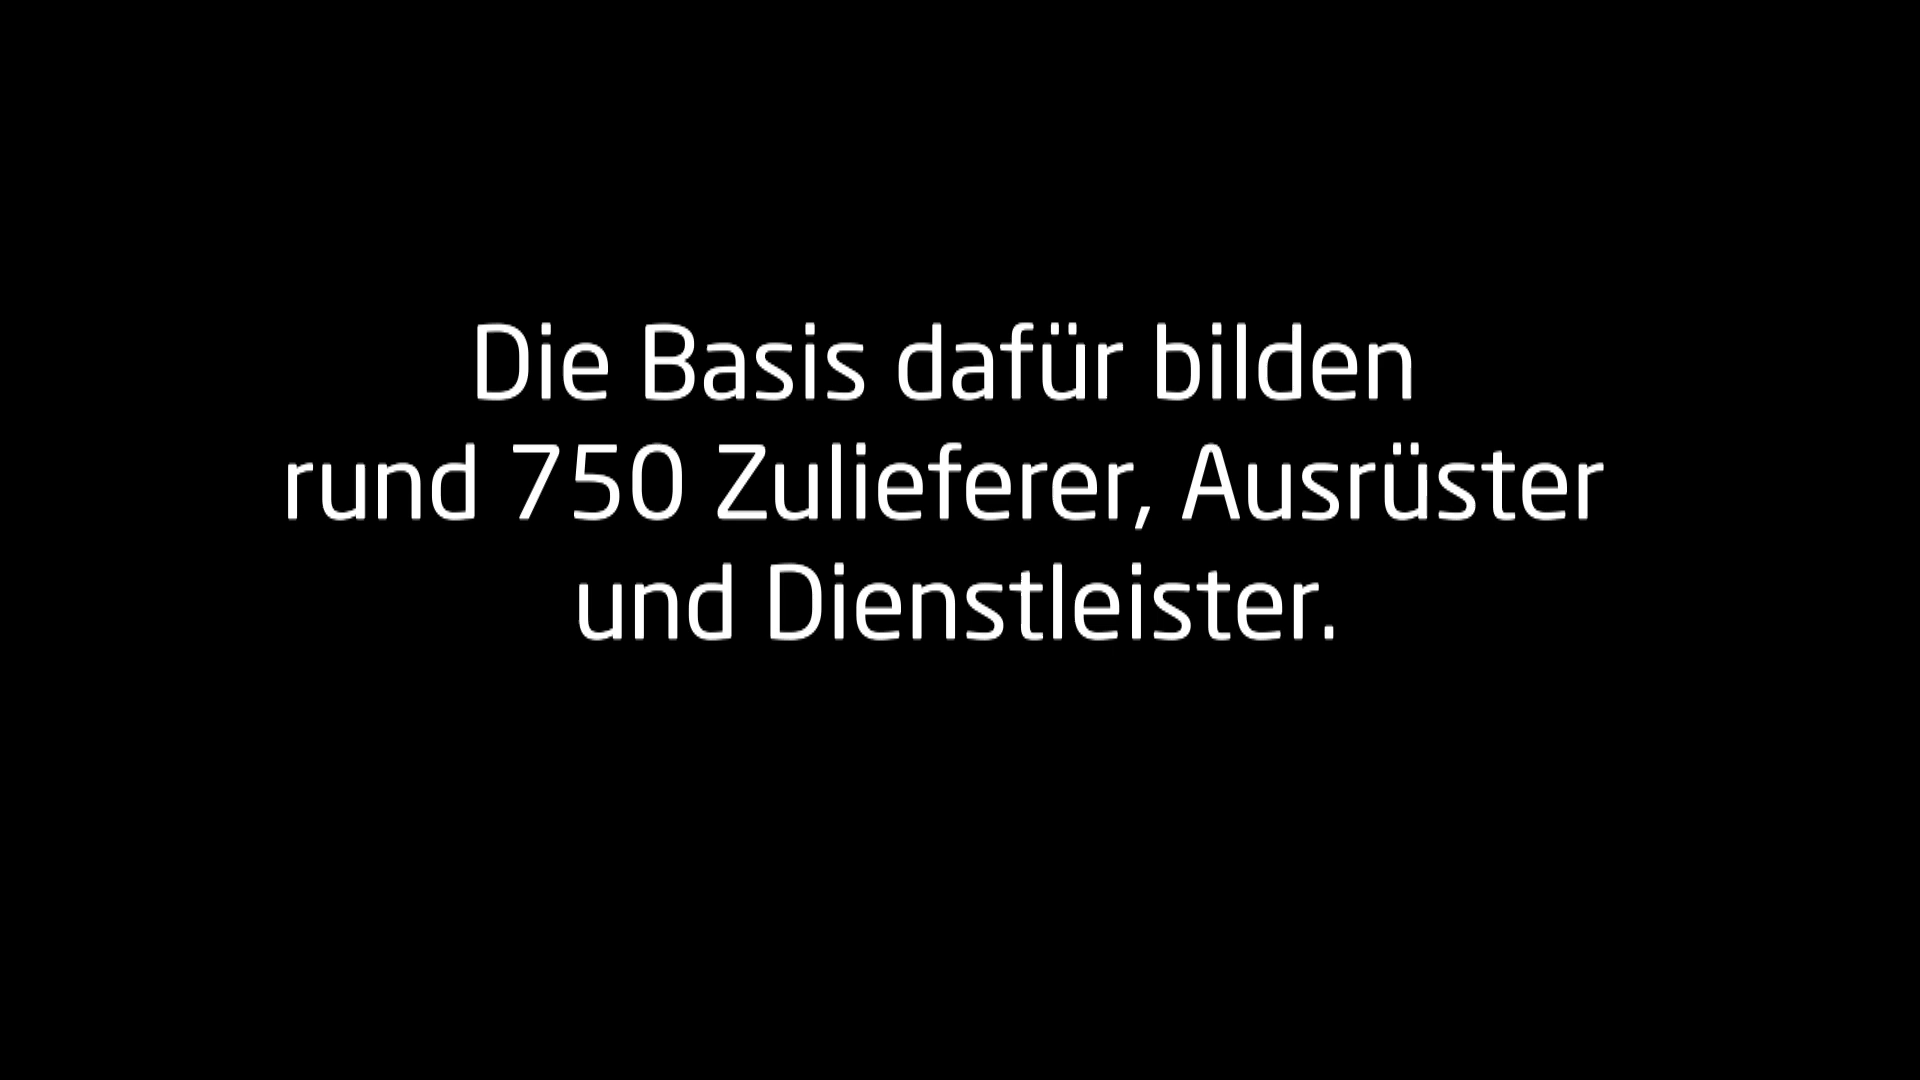 Die Basis dafür bilden
rund 750 Zulieferer, Ausrüster
und Dienstleister.